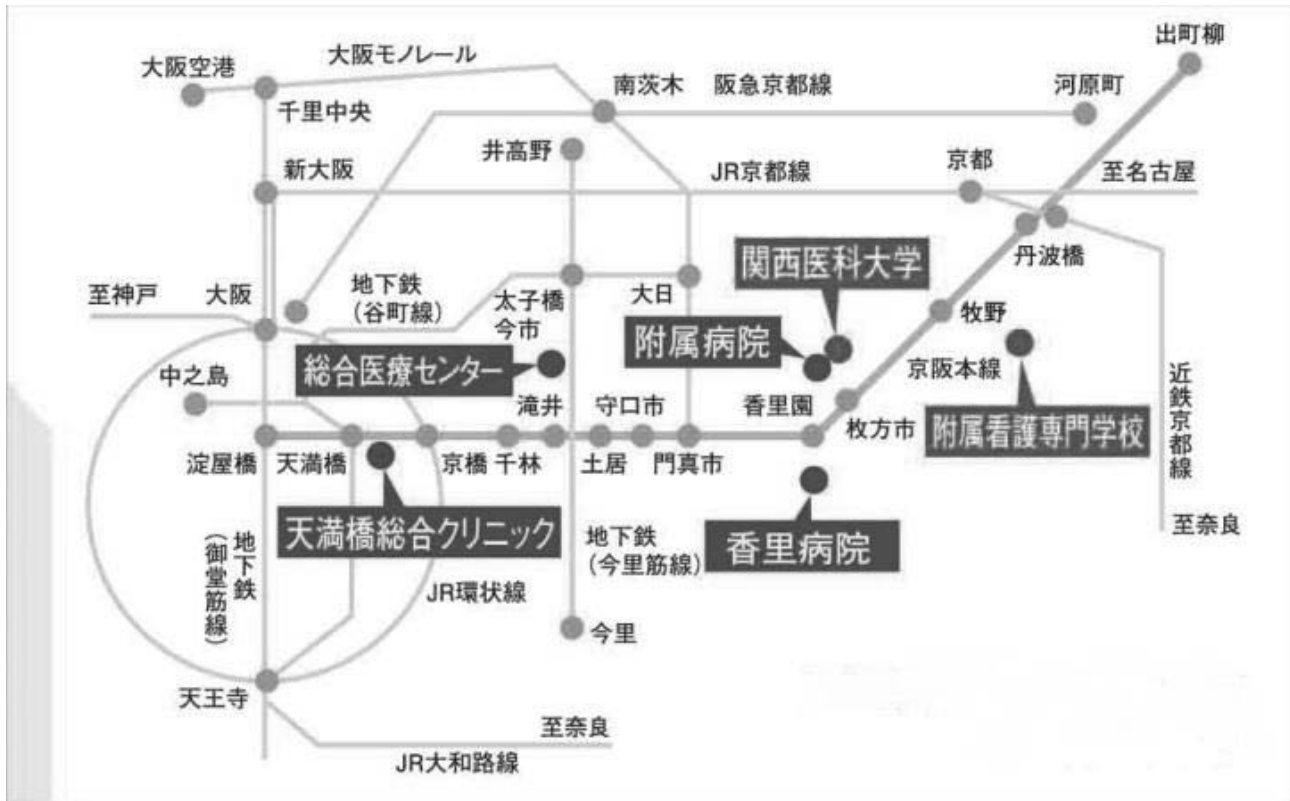 出町柳
大阪モノレール
大阪空港
南茨木
阪急京都線
河原町
千里中央
井高野
新大阪
京都
JR京都線
至名古屋
関西医科大学
丹波橋
至神戸
大阪
地下鉄
(谷町線)
太子橋
今市
大日
附属病院
牧野
総合医療センター
京阪本線
近鉄京都線
中之島
滝井
守口市
香里園
枚方市
附属看護専門学校
淀屋橋
天満橋
京橋
千林
土居
門真市
天満橋総合クリニック
地下鉄
(今里筋線)
香里病院
至奈良
地下鉄
(御堂筋線)
JR環状線
今里
天王寺
至奈良
JR大和路線